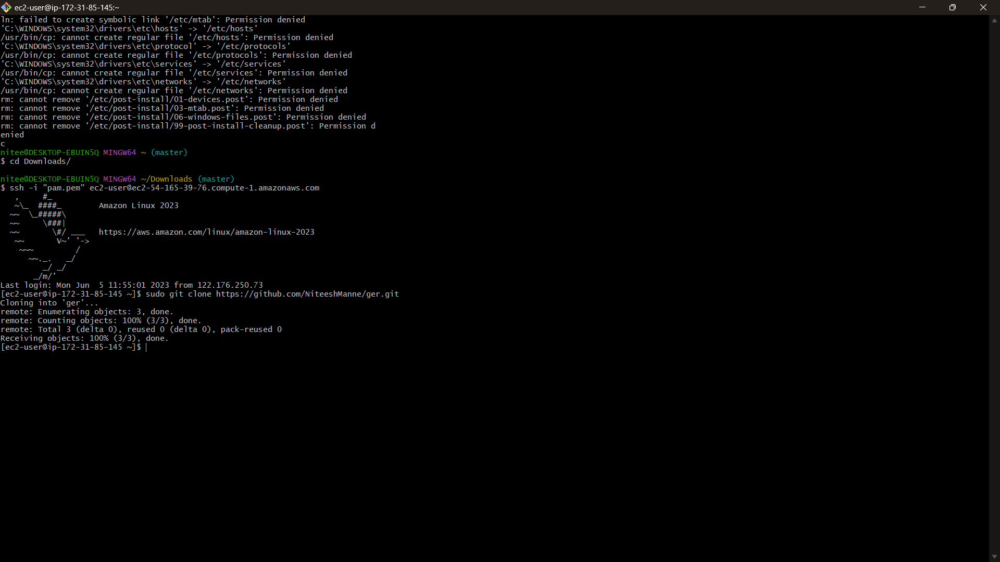 ec2-user@ip-172-31-85-145:~
ln: failed to create symbolic link '/etc/mtab': Permission denied
'C:\WINDOWS\system32\drivers\etc\hosts' -> '/etc/hosts'
/usr/bin/cp: cannot create regular file '/etc/hosts': Permission denied
'C:\WINDOWS\system32\drivers\etc\protocol' -> '/etc/protocols'
/usr/bin/cp: cannot create regular file '/etc/protocols': Permission denied
'C:\WINDOWS\system32\drivers\etc\services' -> '/etc/services'
/usr/bin/cp: cannot create regular file '/etc/services': Permission denied
'C:\WINDOWS\system32\drivers\etc\networks' -> '/etc/networks'
/usr/bin/cp: cannot create regular file '/etc/networks': Permission denied
rm: cannot remove '/etc/post-install/01-devices.post': Permission denied
rm: cannot remove '/etc/post-install/03-mtab.post': Permission denied
rm: cannot remove '/etc/post-install/06-windows-files.post': Permission denied
rm: cannot remove '/etc/post-install/99-post-install-cleanup.post': Permission d
enied
c
nitee@DESKTOP-EBUIN5Q MINGW64 ~ (master)
$ cd Downloads/

nitee@DESKTOP-EBUIN5Q MINGW64 ~/Downloads (master)
$ ssh -i "pam.pem" ec2-user@ec2-54-165-39-76.compute-1.amazonaws.com
   ,     #_
   ~\_  ####_        Amazon Linux 2023
  ~~  \_#####\
  ~~     \###|
  ~~       \#/ ___   https://aws.amazon.com/linux/amazon-linux-2023
   ~~       V~' '->
    ~~~         /
      ~~._.   _/
         _/ _/
       _/m/'
Last login: Mon Jun  5 11:55:01 2023 from 122.176.250.73
[ec2-user@ip-172-31-85-145 ~]$ sudo git clone https://github.com/NiteeshManne/ger.git
Cloning into 'ger'...
remote: Enumerating objects: 3, done.
remote: Counting objects: 100% (3/3), done.
remote: Total 3 (delta 0), reused 0 (delta 0), pack-reused 0
Receiving objects: 100% (3/3), done.
[ec2-user@ip-172-31-85-145 ~]$